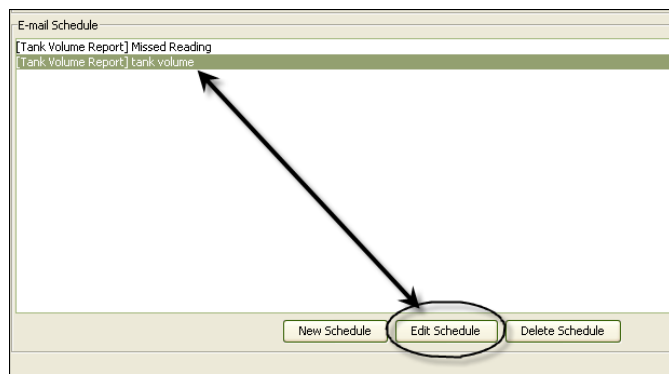 E-mail Schedule
[Tank Volume Report] Missed Reading
[Tank Volume Report] tank volume
New Schedule
Edit Schedule
Delete Schedule